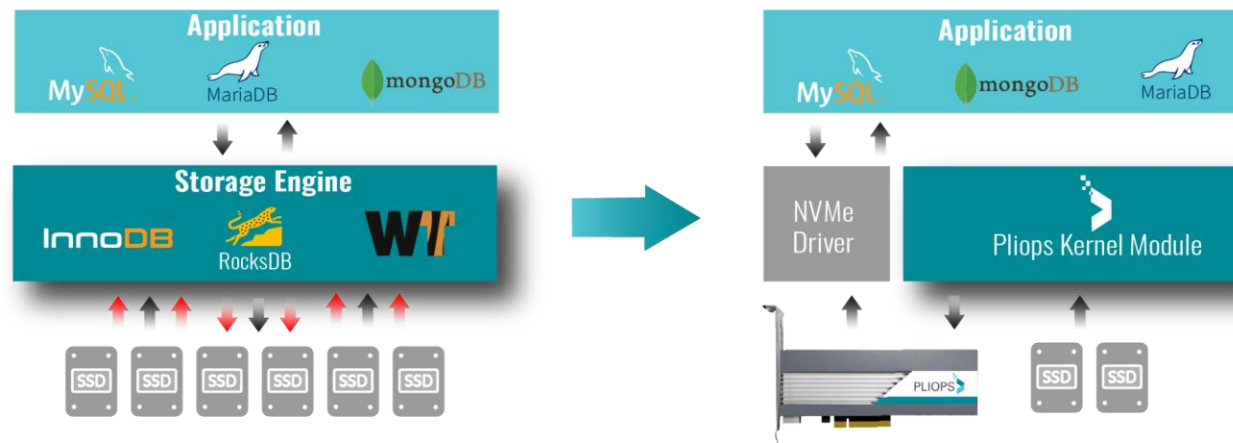 Application
MySQL
MariaDB
mongoDB
Storage Engine
InnoDB
RocksDB
WT
SSD SSD SSD SSD SSD SSD
Application
MySQL
mongoDB
MariaDB
NVMe
Driver
Pliops Kernel Module
PLIOPS
SSD SSD